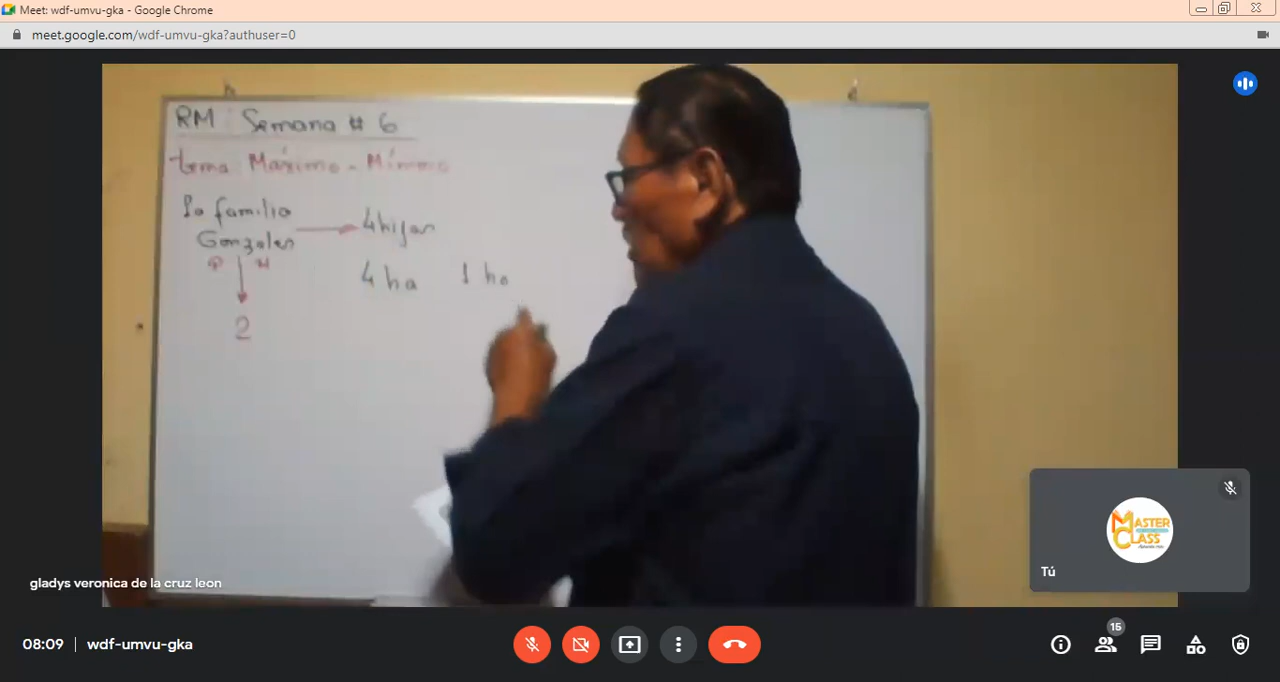 Meet: wdf-umvu-gka - Google Chrome
meet.google.com/wdf-umvu-gka?authuser=0
RM Semana # 6
tema Máximo - Mínimo
La familia
Gonzales → 4 hijas
P M
4 ha 1 ho
2
gladys veronica de la cruz leon
MASTER
CLASS
Tú
15
08:09 | wdf-umvu-gka